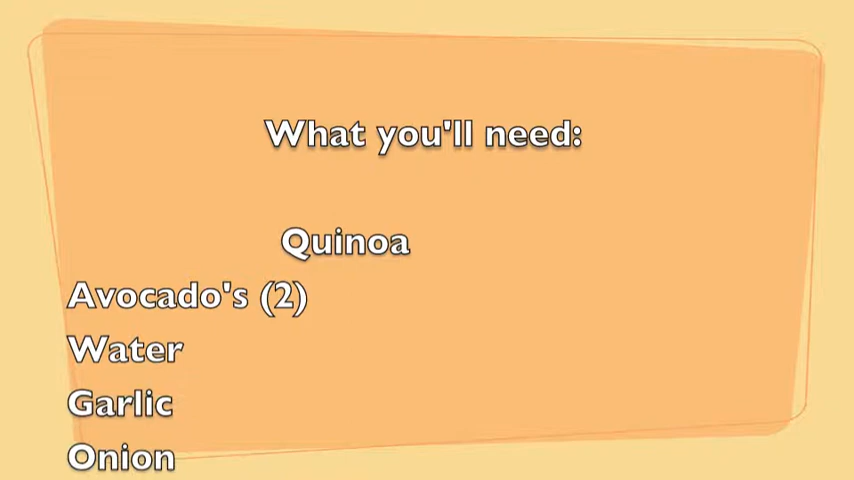 What you'll need:
Quinoa
Avocado's (2)
Water
Garlic
Onion